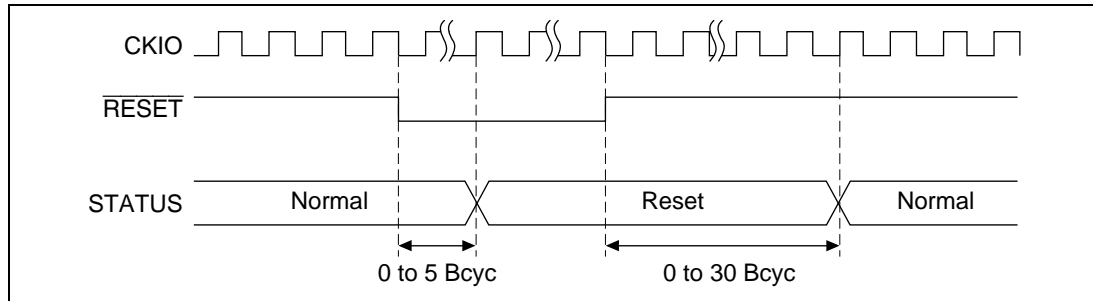 CKIO
RESET
STATUS
Normal
Reset
Normal
0 to 5 Bcyc
0 to 30 Bcyc